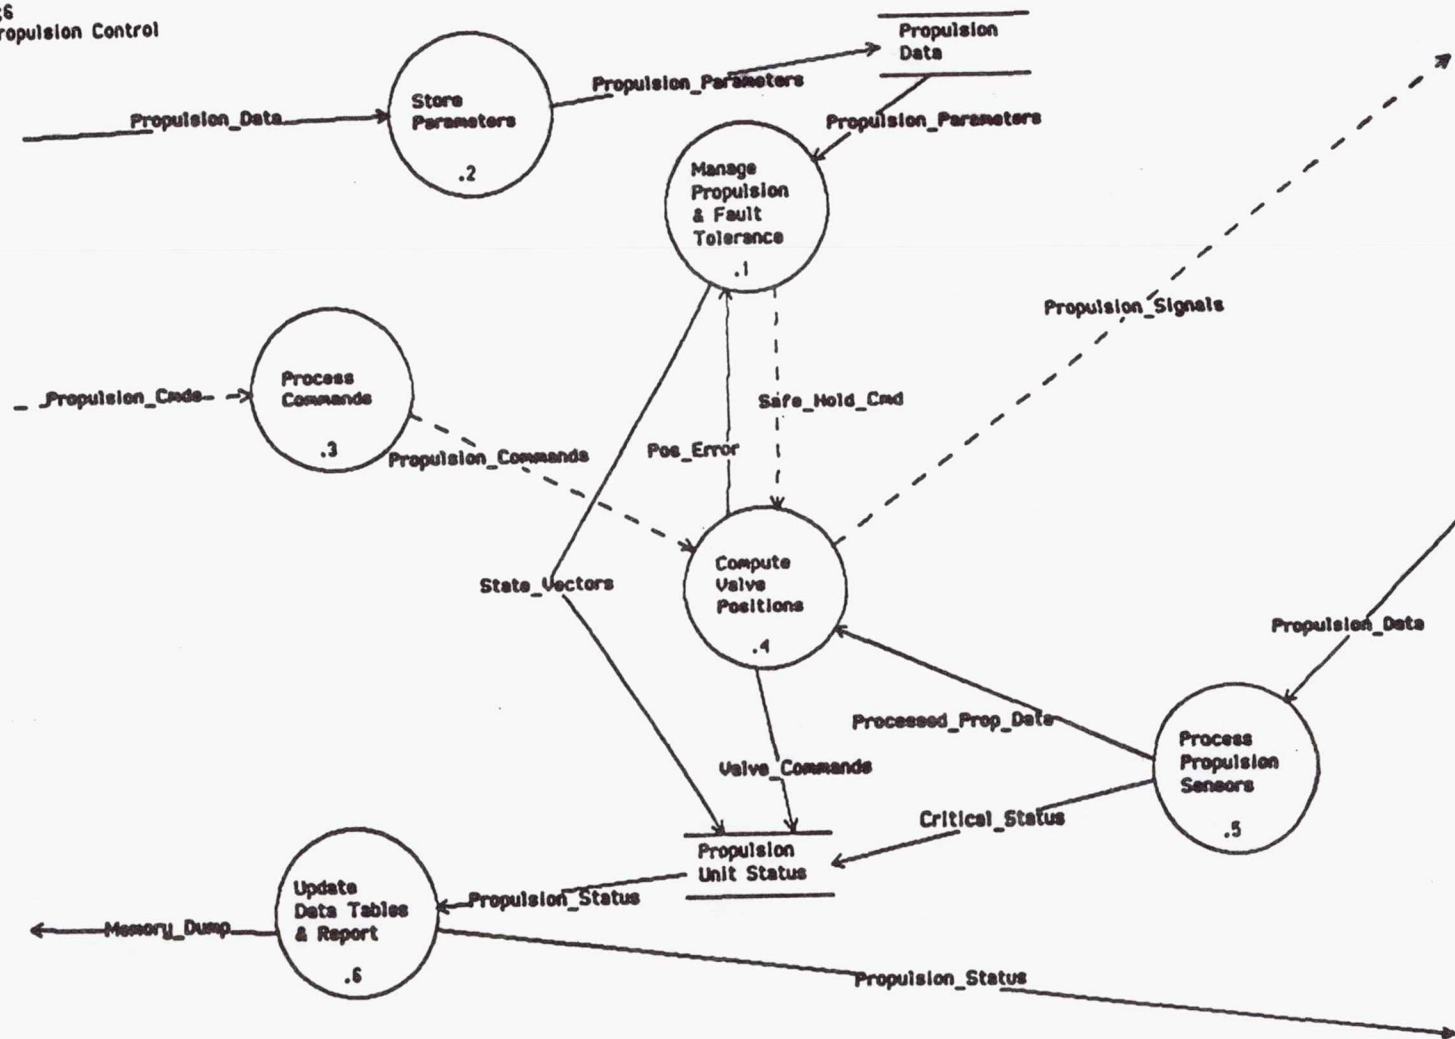 ropulsion Control
Propulsion
Data
Propulsion_Parameters
Store
Parameters
.2
Propulsion_Data
Propulsion_Parameters
Manage
Propulsion
& Fault
Tolerance
.1
Propulsion_Signals
Process
Commands
.3
Propulsion_Cmds
Safe_Hold_Cmd
Pos_Error
Propulsion_Commands
Compute
Valve
Positions
.4
State_Vectors
Propulsion_Data
Processed_Prop_Data
Process
Propulsion
Sensors
.5
Valve_Commands
Critical_Status
Propulsion
Unit Status
Propulsion_Status
Update
Data Tables
& Report
.6
Memory_Dump
Propulsion_Status